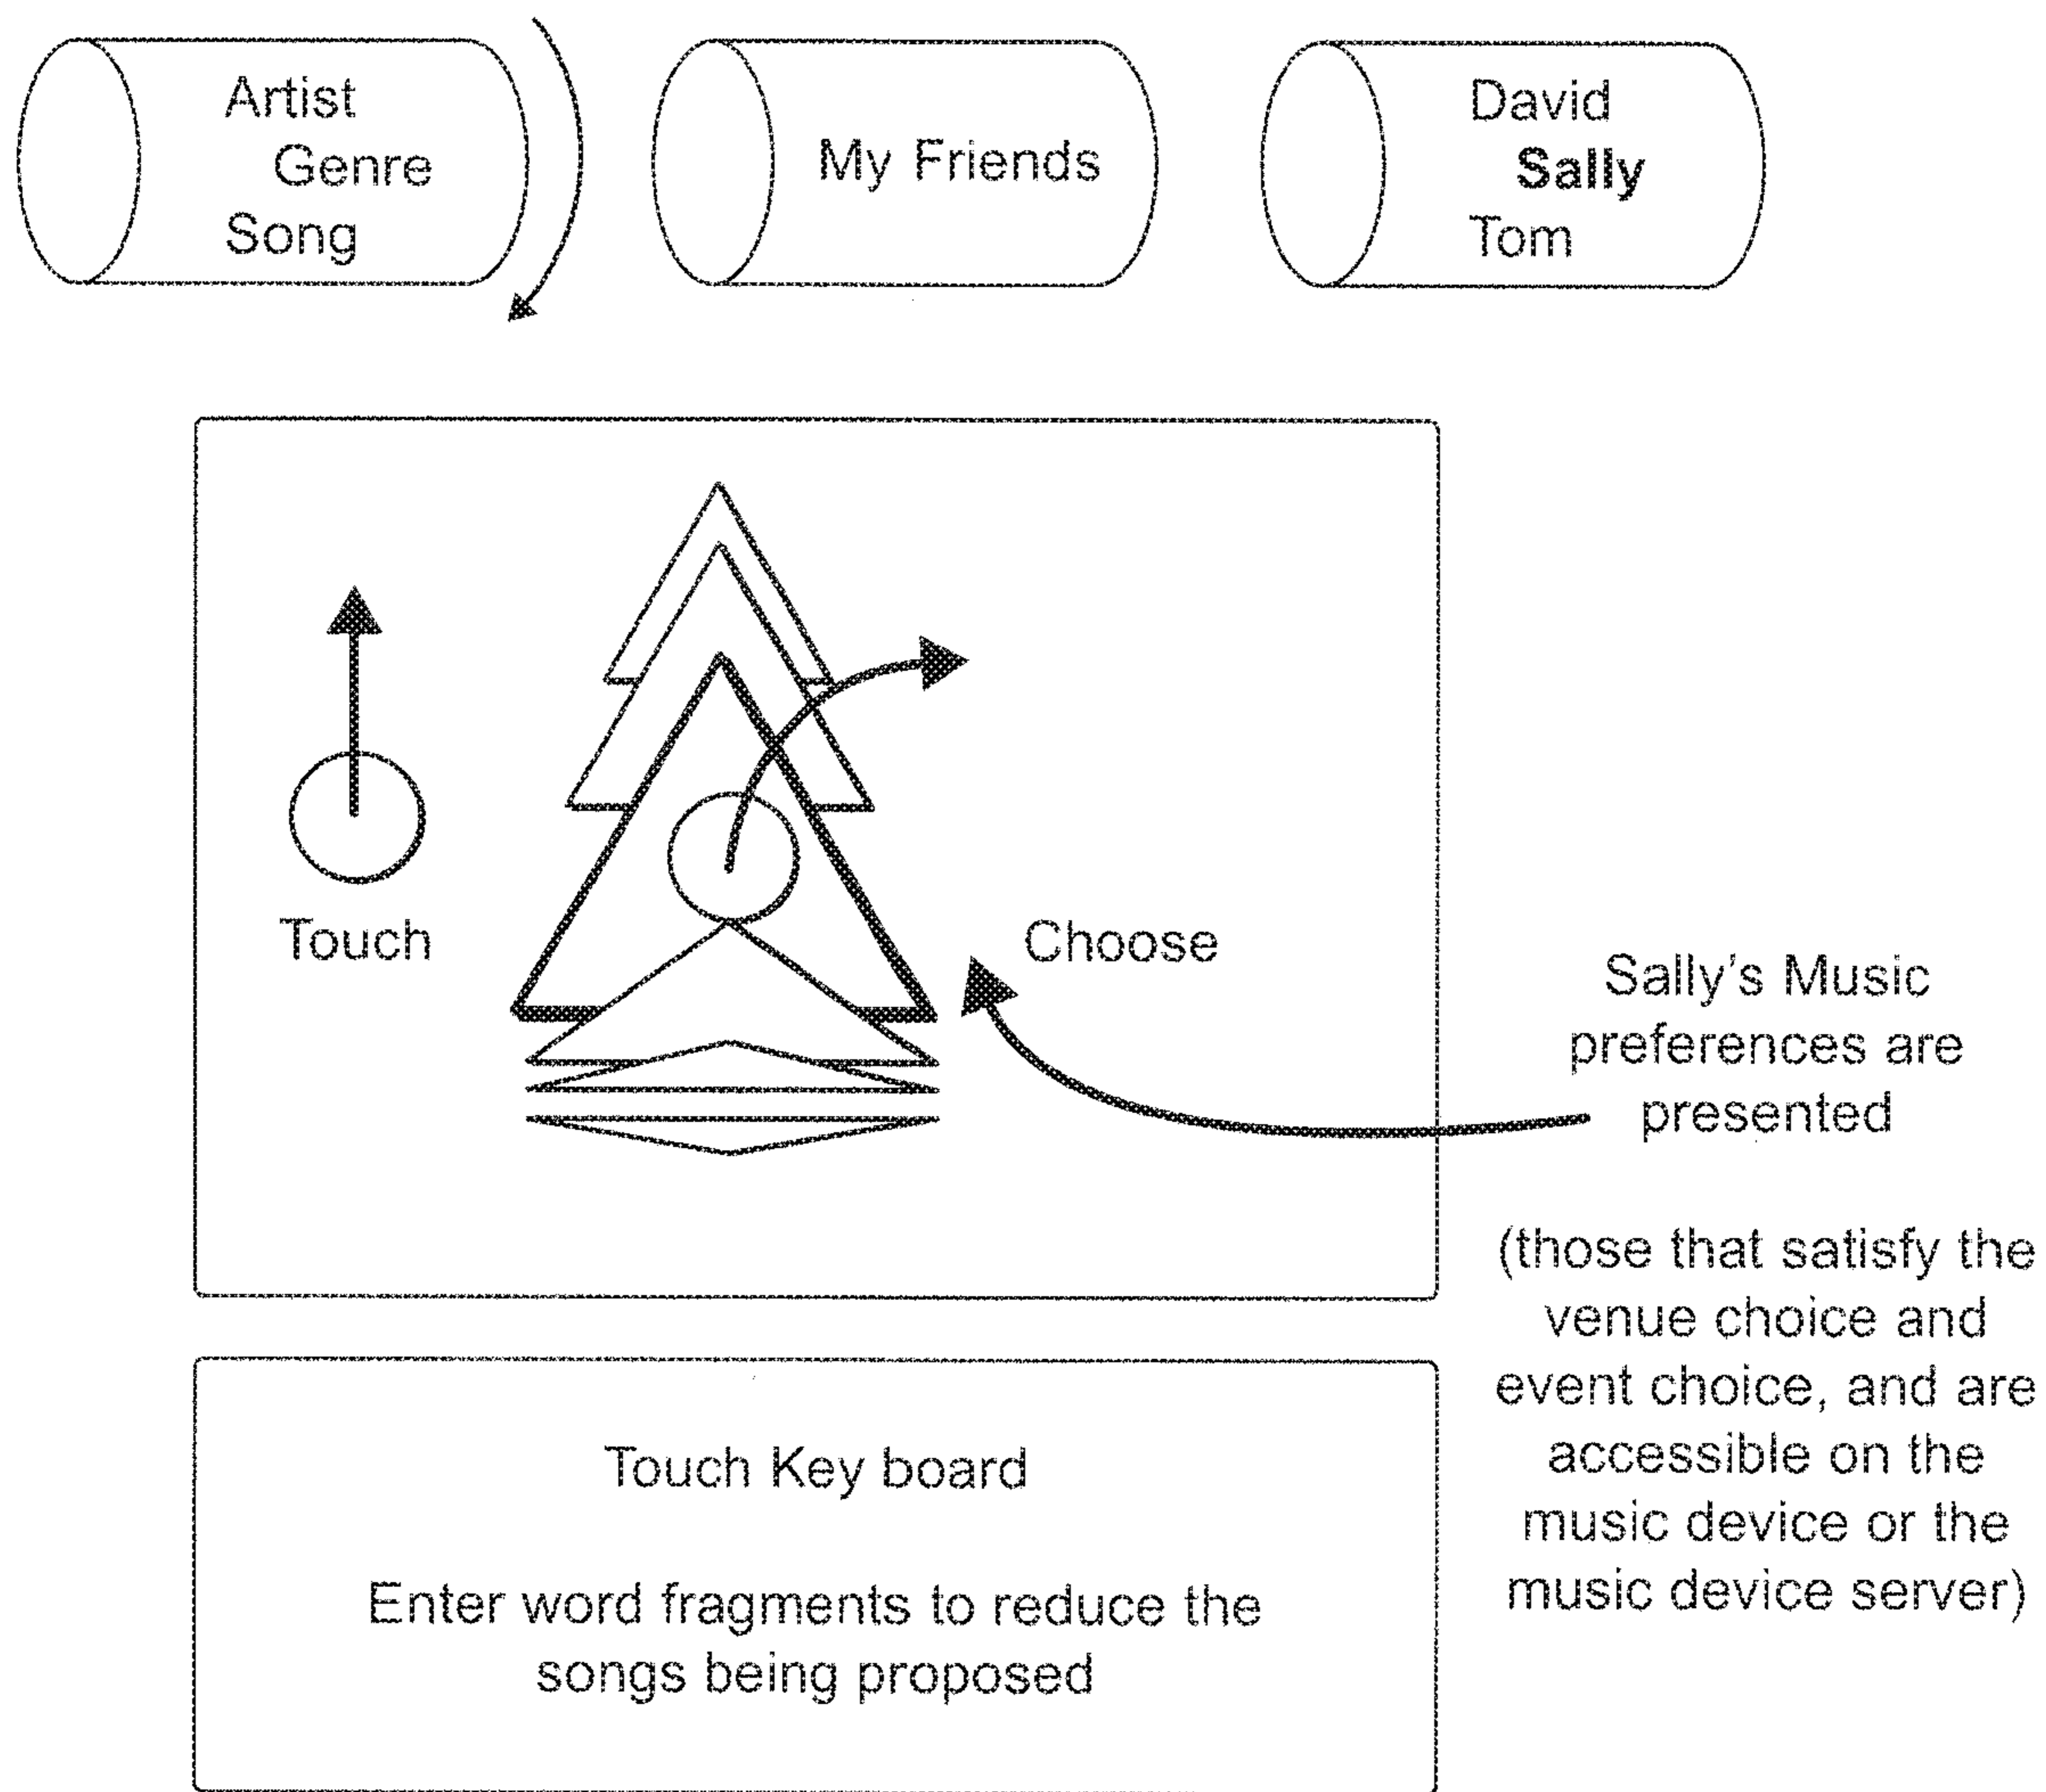 Artist
Genre
Song
My Friends
David
Sally
Tom
Touch
Choose
Sally's Music
preferences are
presented
(those that satisfy the
venue choice and
event choice, and are
accessible on the
music device or the
music device server)
Touch Key board
Enter word fragments to reduce the
songs being proposed